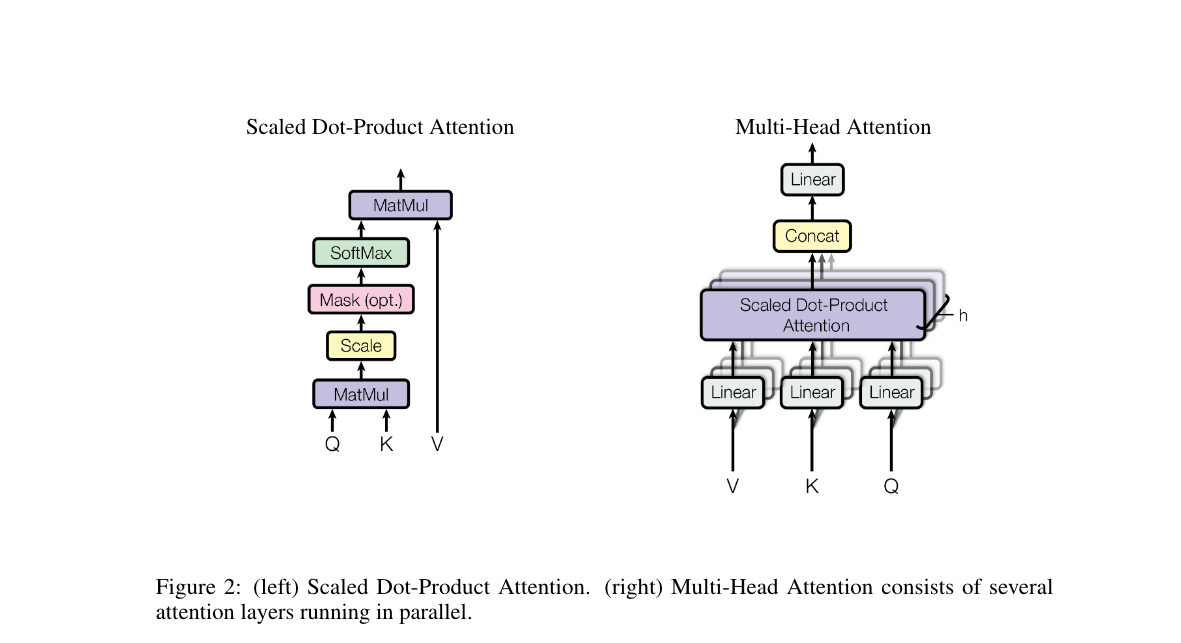 Scaled Dot-Product Attention
MatMul
SoftMax
Mask (opt.)
Scale
MatMul
Q K V
Multi-Head Attention
Linear
Concat
Scaled Dot-Product
Attention
h
Linear Linear Linear
V K Q
Figure 2: (left) Scaled Dot-Product Attention. (right) Multi-Head Attention consists of several
attention layers running in parallel.